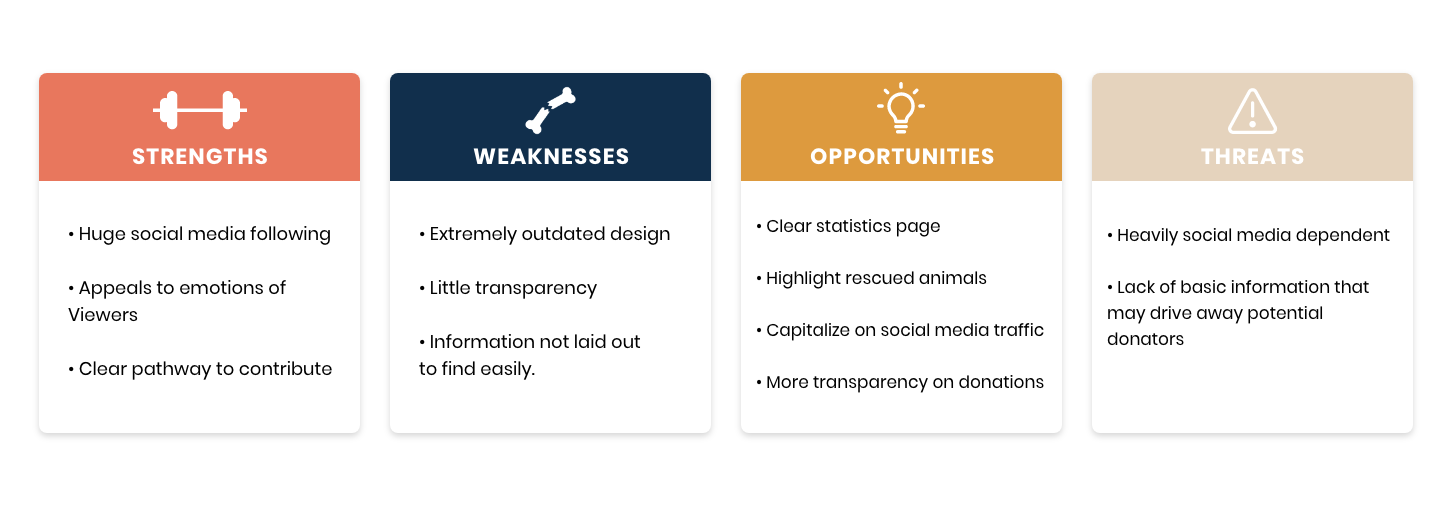 STRENGTHS
• Huge social media following
• Appeals to emotions of
Viewers
• Clear pathway to contribute
WEAKNESSES
• Extremely outdated design
• Little transparency
• Information not laid out
to find easily.
OPPORTUNITIES
• Clear statistics page
• Highlight rescued animals
• Capitalize on social media traffic
• More transparency on donations
THREATS
• Heavily social media dependent
• Lack of basic information that
may drive away potential
donators